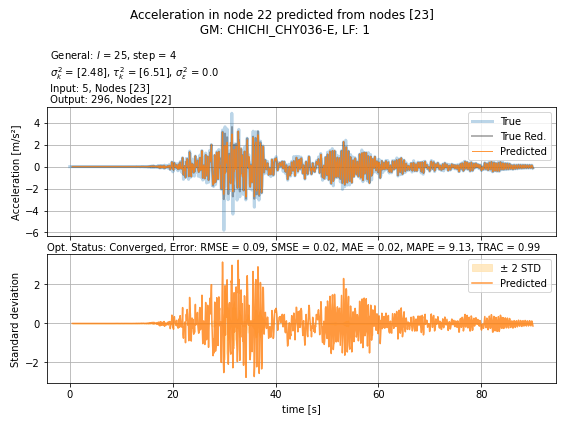 Acceleration in node 22 predicted from nodes [23]
GM: CHICHI_CHY036-E, LF: 1
General: l = 25, step = 4
σ²ₖ = [2.48], τ²ₖ = [6.51], σ²ε = 0.0
Input: 5, Nodes [23]
Output: 296, Nodes [22]
Acceleration [m/s²]
4
2
0
−2
−4
−6
True
True Red.
Predicted
Opt. Status: Converged, Error: RMSE = 0.09, SMSE = 0.02, MAE = 0.02, MAPE = 9.13, TRAC = 0.99
Standard deviation
2
0
−2
± 2 STD
Predicted
0 20 40 60 80
time [s]